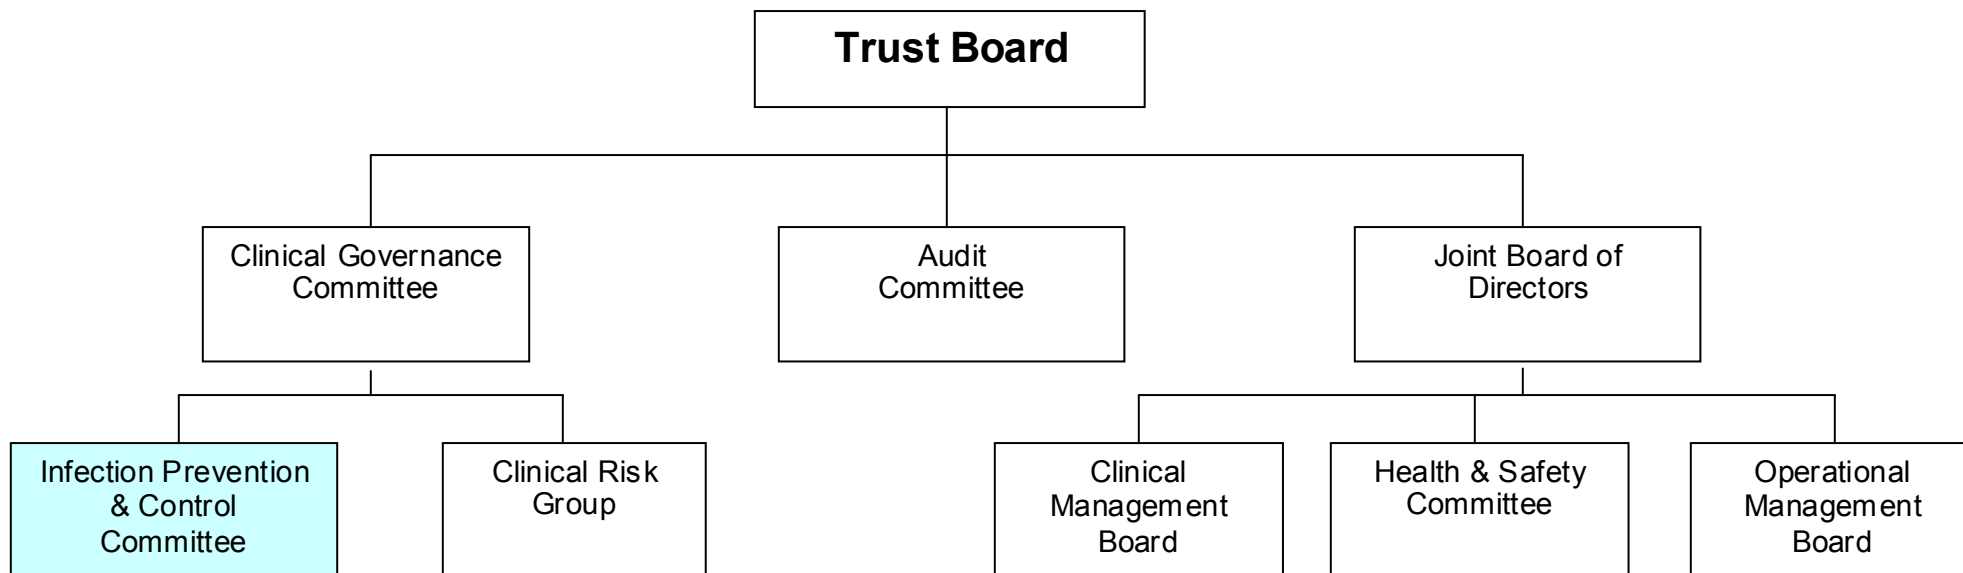 Trust Board
Clinical Governance
Committee
Audit
Committee
Joint Board of
Directors
Infection Prevention
& Control
Committee
Clinical Risk
Group
Clinical
Management
Board
Health & Safety
Committee
Operational
Management
Board